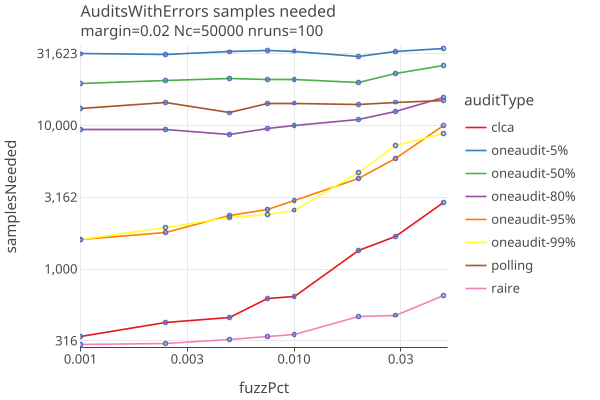 AuditsWithErrors samples needed
margin=0.02 Nc=50000 nruns=100
31,623
10,000
3,162
1,000
316
samplesNeeded
0.001
0.003
0.010
0.03
fuzzPct
auditType
clca
oneaudit-5%
oneaudit-50%
oneaudit-80%
oneaudit-95%
oneaudit-99%
polling
raire